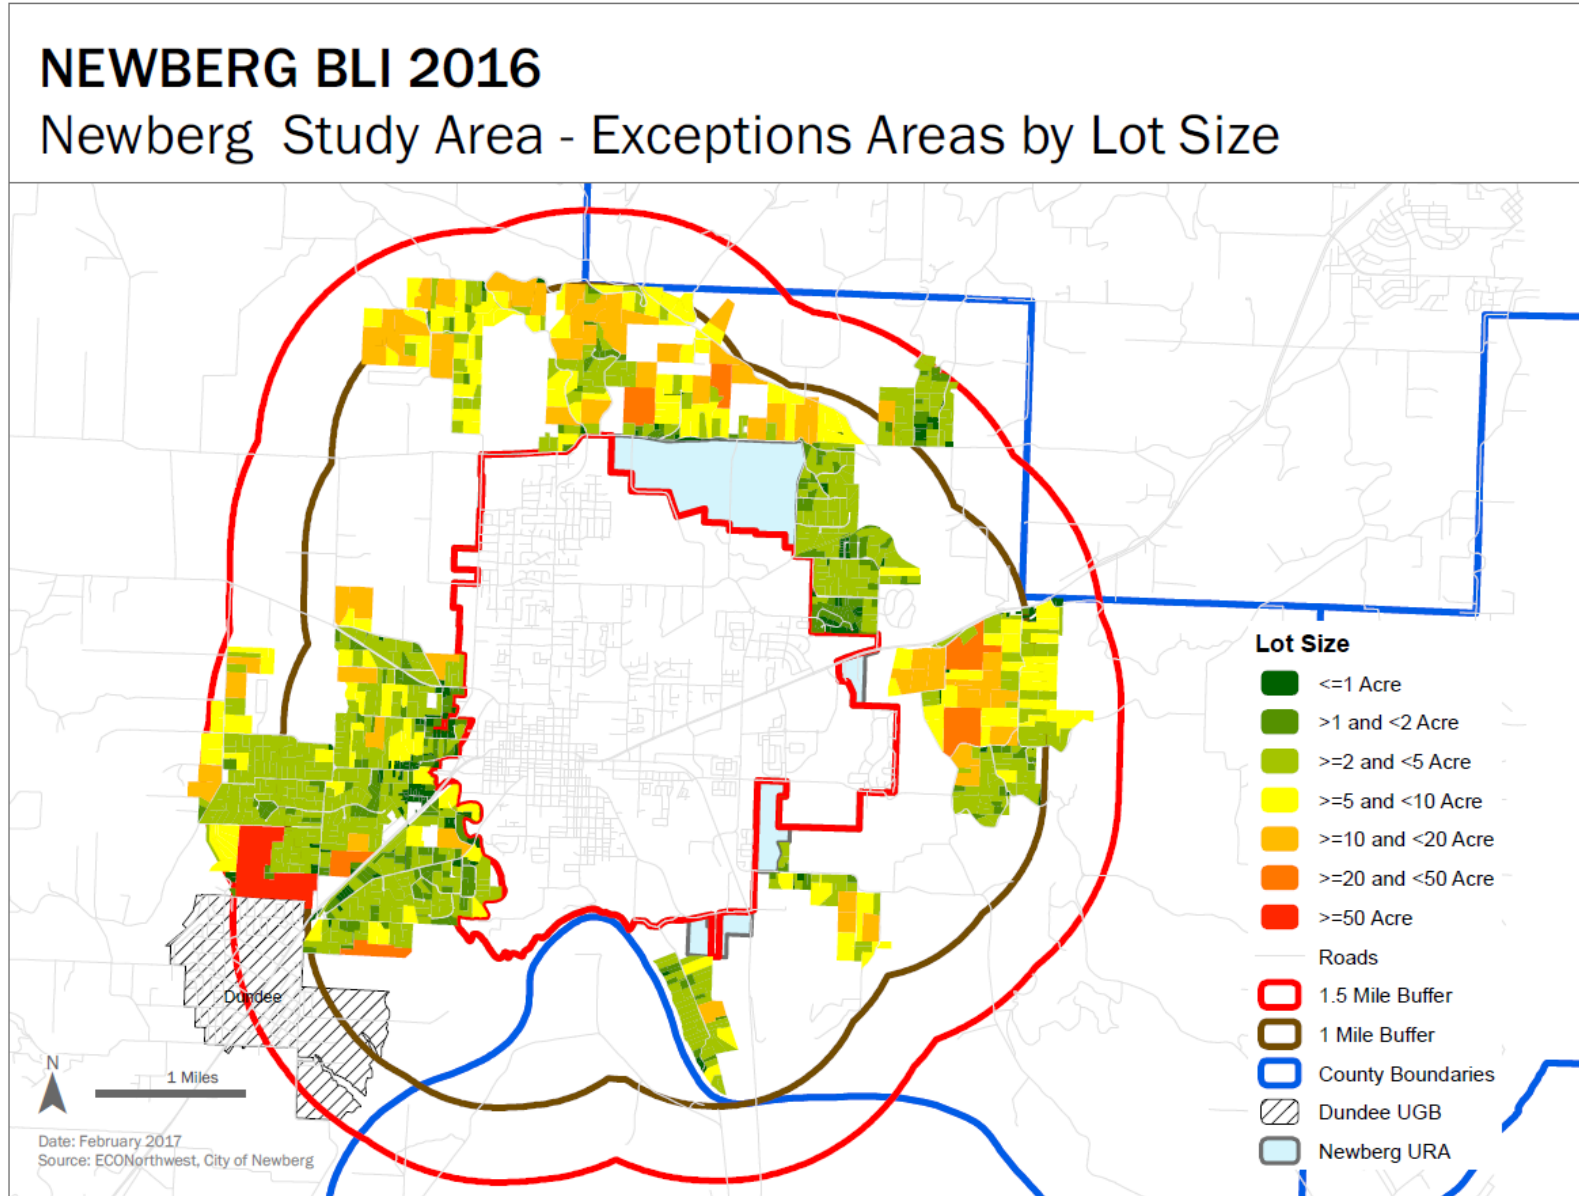 NEWBERG BLI 2016
Newberg Study Area - Exceptions Areas by Lot Size
Lot Size
<=1 Acre
>1 and <2 Acre
>=2 and <5 Acre
>=5 and <10 Acre
>=10 and <20 Acre
>=20 and <50 Acre
>=50 Acre
Roads
1.5 Mile Buffer
1 Mile Buffer
County Boundaries
Dundee UGB
Newberg URA
Dundee
N
1 Miles
Date: February 2017
Source: ECONorthwest, City of Newberg